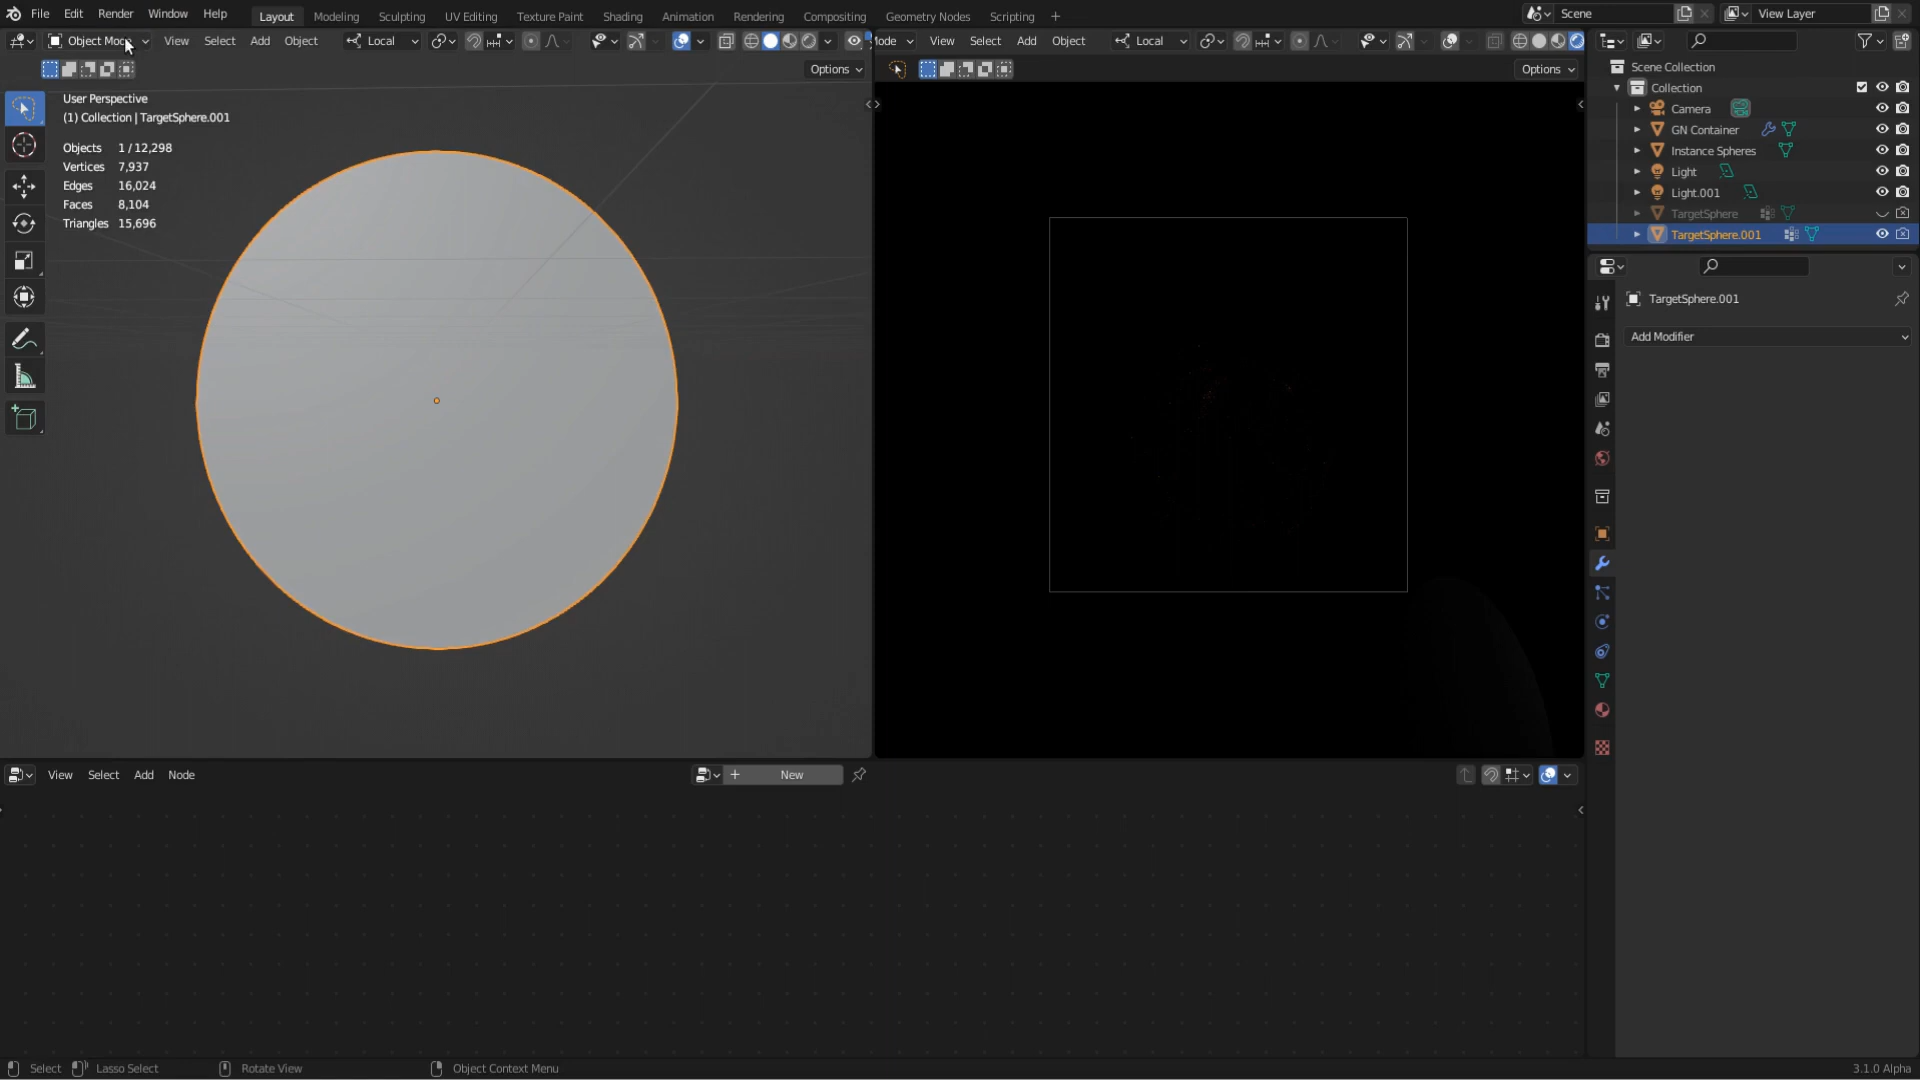 File Edit Render Window Help Layout Modeling Sculpting UV Editing Texture Paint Shading Animation Rendering Compositing Geometry Nodes Scripting + Scene View Layer
Object Mode View Select Add Object Local
Mode View Select Add Object Local
Options
Options
User Perspective
(1) Collection | TargetSphere.001
Objects 1 / 12,298
Vertices 7,937
Edges 16,024
Faces 8,104
Triangles 15,696
Scene Collection
Collection
Camera
GN Container
Instance Spheres
Light
Light.001
TargetSphere
TargetSphere.001
TargetSphere.001
Add Modifier
View Select Add Node
+ New
Select Lasso Select Rotate View Object Context Menu 3.1.0 Alpha